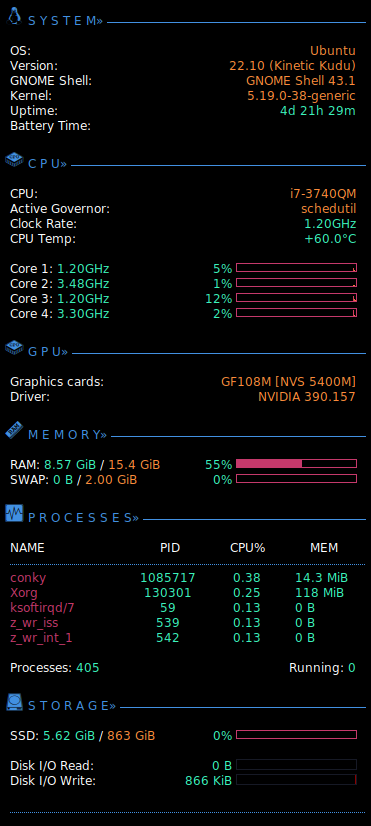 SYSTEM»
OS: Ubuntu
Version: 22.10 (Kinetic Kudu)
GNOME Shell: GNOME Shell 43.1
Kernel: 5.19.0-38-generic
Uptime: 4d 21h 29m
Battery Time:
CPU»
CPU: i7-3740QM
Active Governor: schedutil
Clock Rate: 1.20GHz
CPU Temp: +60.0°C
Core 1: 1.20GHz 5%
Core 2: 3.48GHz 1%
Core 3: 1.20GHz 12%
Core 4: 3.30GHz 2%
GPU»
Graphics cards: GF108M [NVS 5400M]
Driver: NVIDIA 390.157
MEMORY»
RAM: 8.57 GiB / 15.4 GiB 55%
SWAP: 0 B / 2.00 GiB 0%
PROCESSES»
NAME PID CPU% MEM
conky 1085717 0.38 14.3 MiB
Xorg 130301 0.25 118 MiB
ksoftirqd/7 59 0.13 0 B
z_wr_iss 539 0.13 0 B
z_wr_int_1 542 0.13 0 B
Processes: 405 Running: 0
STORAGE»
SSD: 5.62 GiB / 863 GiB 0%
Disk I/O Read: 0 B
Disk I/O Write: 866 KiB